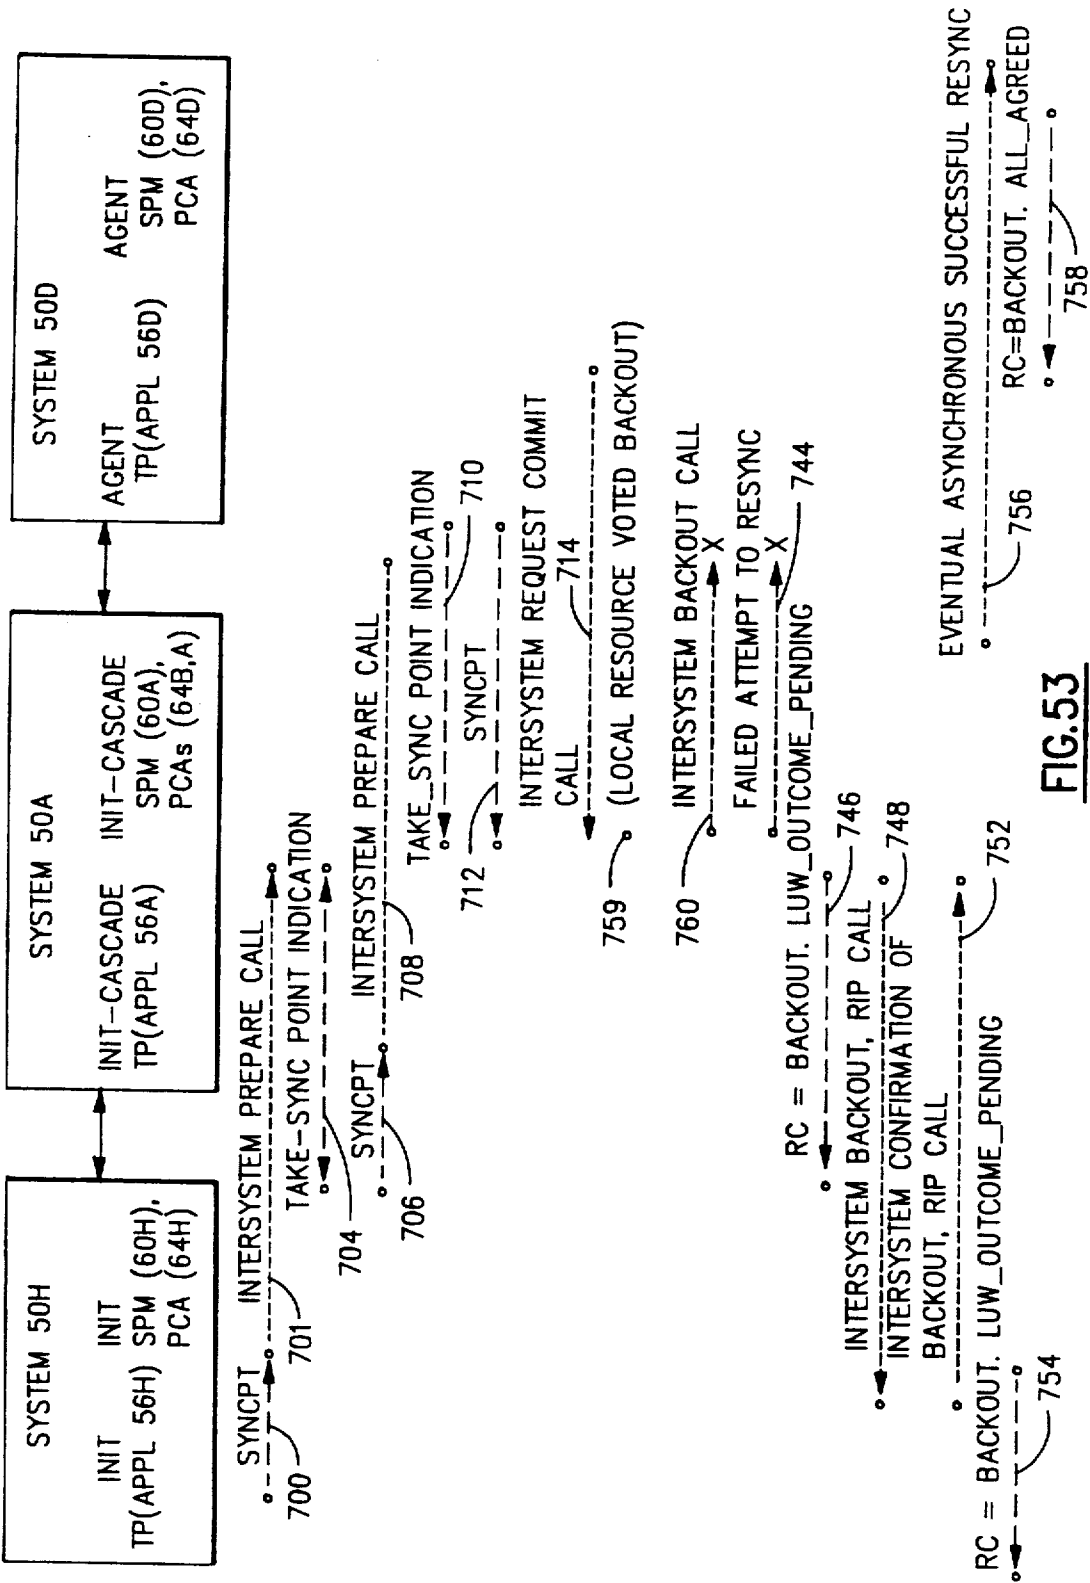 SYSTEM 50H
INIT INIT
TP(APPL 56H) SPM (60H),
PCA (64H)
SYSTEM 50A
INIT-CASCADE INIT-CASCADE
TP(APPL 56A) SPM (60A),
PCAs (64B,A)
SYSTEM 50D
AGENT AGENT
TP(APPL 56D) SPM (60D),
PCA (64D)
SYNCPT
700
INTERSYSTEM PREPARE CALL
701
TAKE-SYNC POINT INDICATION
704
SYNCPT
706
INTERSYSTEM PREPARE CALL
708
TAKE_SYNC POINT INDICATION
710
SYNCPT
712
INTERSYSTEM REQUEST COMMIT
CALL
714
(LOCAL RESOURCE VOTED BACKOUT)
759
INTERSYSTEM BACKOUT CALL
X
760
FAILED ATTEMPT TO RESYNC
X
744
RC = BACKOUT. LUW_OUTCOME_PENDING
746
INTERSYSTEM BACKOUT, RIP CALL
748
INTERSYSTEM CONFIRMATION OF
BACKOUT, RIP CALL
752
RC = BACKOUT. LUW_OUTCOME_PENDING
754
EVENTUAL ASYNCHRONOUS SUCCESSFUL RESYNC
756
RC=BACKOUT. ALL_AGREED
758
FIG.53